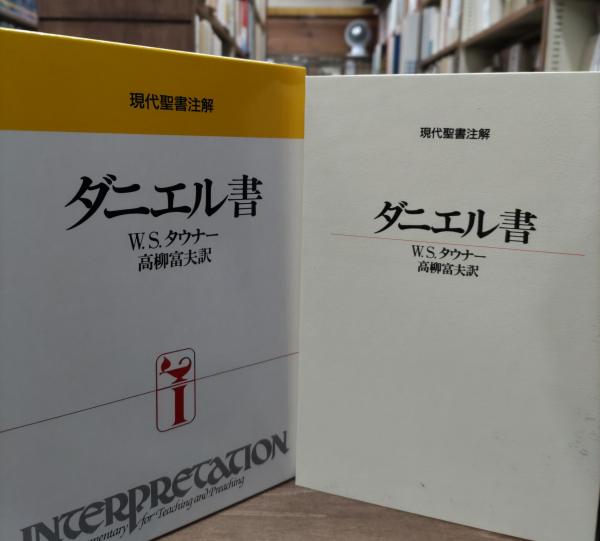 現代聖書注解
ダニエル書
W.S.タウナー
高柳富夫訳
I
INTERPRETATION
for Teaching and Preaching
現代聖書注解
ダニエル書
W.S.タウナー
高柳富夫訳